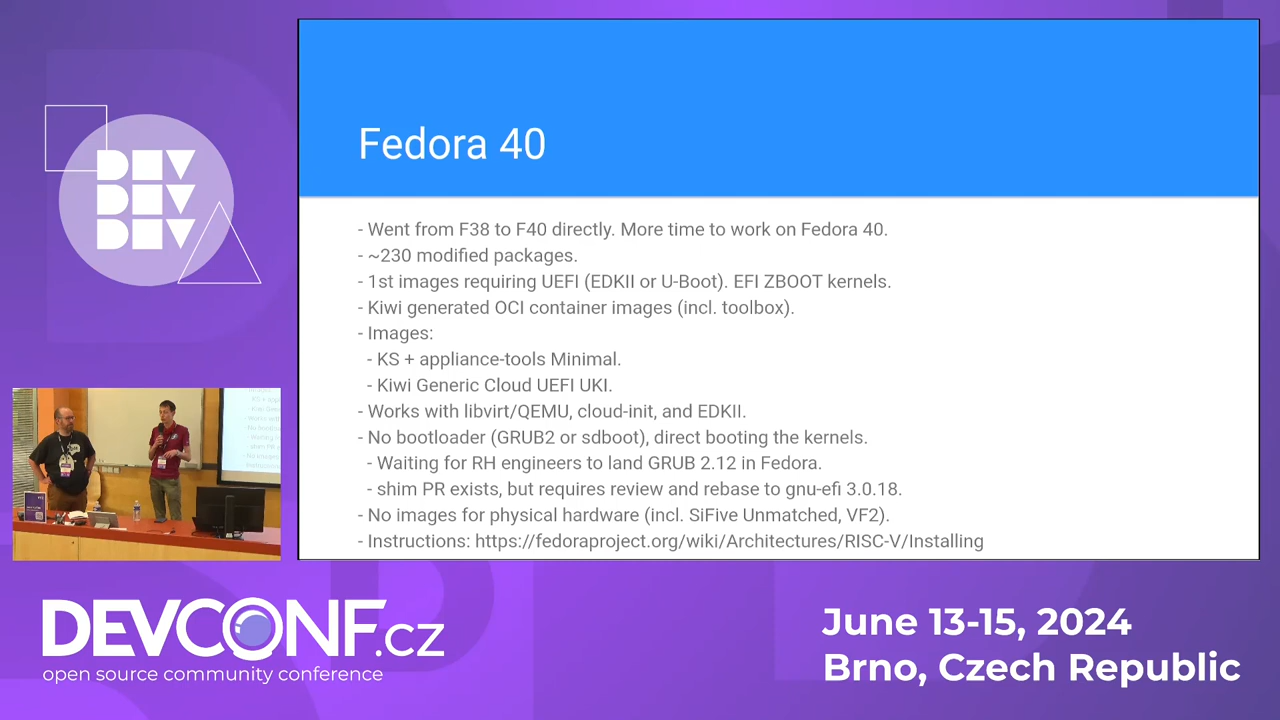 DEV
DEV
DEV
Fedora 40
- Went from F38 to F40 directly. More time to work on Fedora 40.
- ~230 modified packages.
- 1st images requiring UEFI (EDKII or U-Boot). EFI ZBOOT kernels.
- Kiwi generated OCI container images (incl. toolbox).
- Images:
- KS + appliance-tools Minimal.
- Kiwi Generic Cloud UEFI UKI.
- Works with libvirt/QEMU, cloud-init, and EDKII.
- No bootloader (GRUB2 or sdboot), direct booting the kernels.
- Waiting for RH engineers to land GRUB 2.12 in Fedora.
- shim PR exists, but requires review and rebase to gnu-efi 3.0.18.
- No images for physical hardware (incl. SiFive Unmatched, VF2).
- Instructions: https://fedoraproject.org/wiki/Architectures/RISC-V/Installing
DEVCONF.cz
open source community conference
June 13-15, 2024
Brno, Czech Republic